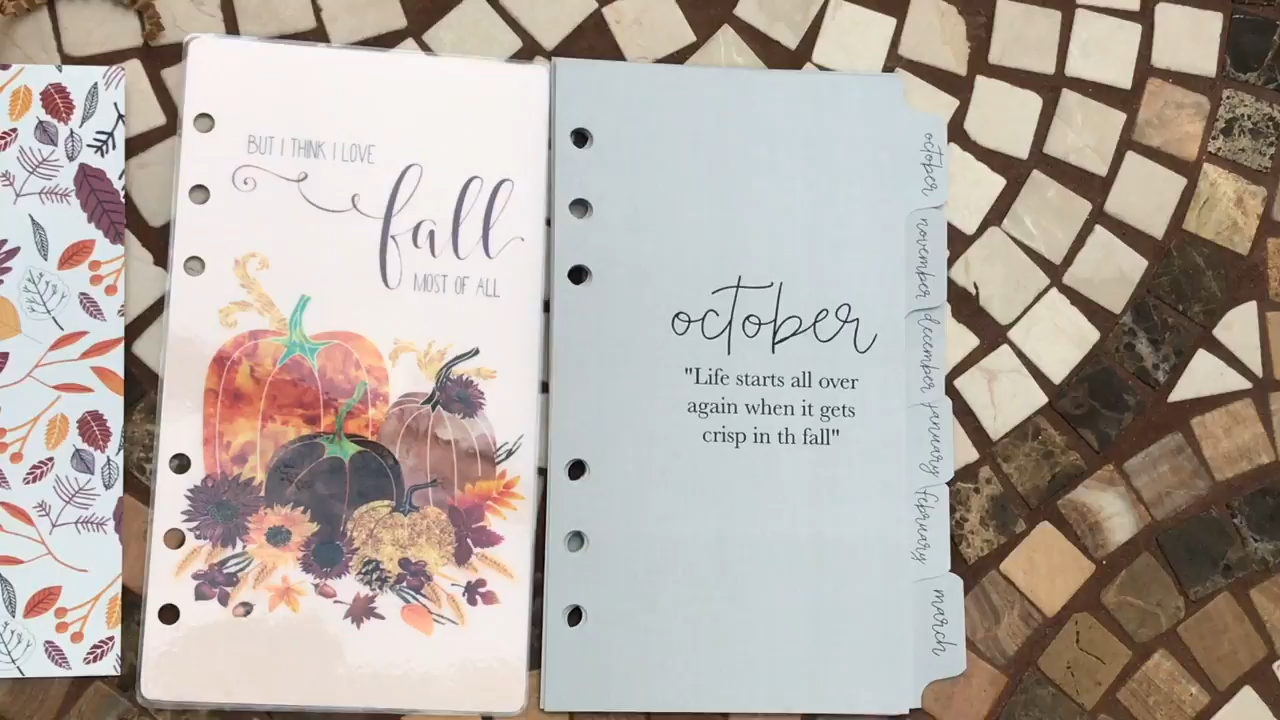 BUT I THINK I LOVE
fall
MOST OF ALL
october
"Life starts all over
again when it gets
crisp in th fall"
october
november
december
january
february
march